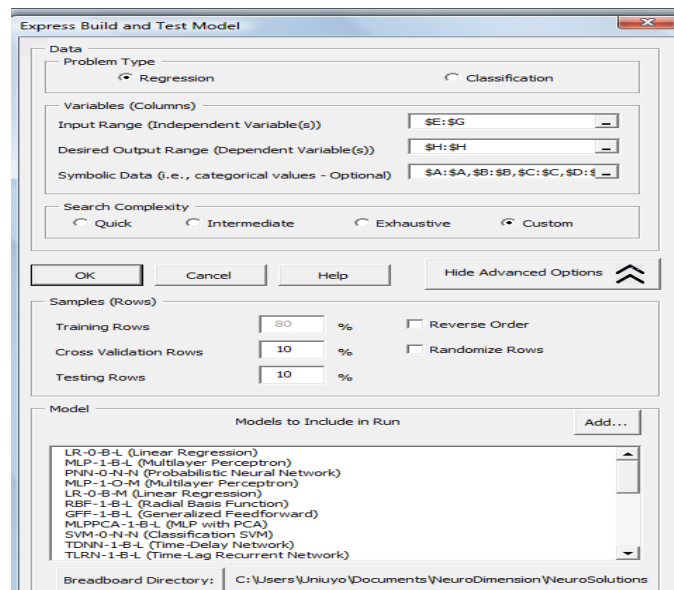 Express Build and Test Model
Data
Problem Type
Regression
Classification
Variables (Columns)
Input Range (Independent Variable(s))
$E:$G
Desired Output Range (Dependent Variable(s))
$H:$H
Symbolic Data (i.e., categorical values - Optional)
$A:$A,$B:$B,$C:$C,$D:$
Search Complexity
Quick
Intermediate
Exhaustive
Custom
OK
Cancel
Help
Hide Advanced Options
Samples (Rows)
Training Rows
80
%
Reverse Order
Cross Validation Rows
10
%
Randomize Rows
Testing Rows
10
%
Model
Models to Include in Run
Add...
LR-0-B-L (Linear Regression)
MLP-1-B-L (Multilayer Perceptron)
PNN-0-N-N (Probabilistic Neural Network)
MLP-1-O-M (Multilayer Perceptron)
LR-0-B-M (Linear Regression)
RBF-1-B-L (Radial Basis Function)
GFF-1-B-L (Generalized Feedforward)
MLPPCA-1-B-L (MLP with PCA)
SVM-0-N-N (Classification SVM)
TDNN-1-B-L (Time-Delay Network)
TLRN-1-B-L (Time-Lag Recurrent Network)
Breadboard Directory:
C:\Users\Uniuyo\Documents\NeuroDimension\NeuroSolutions